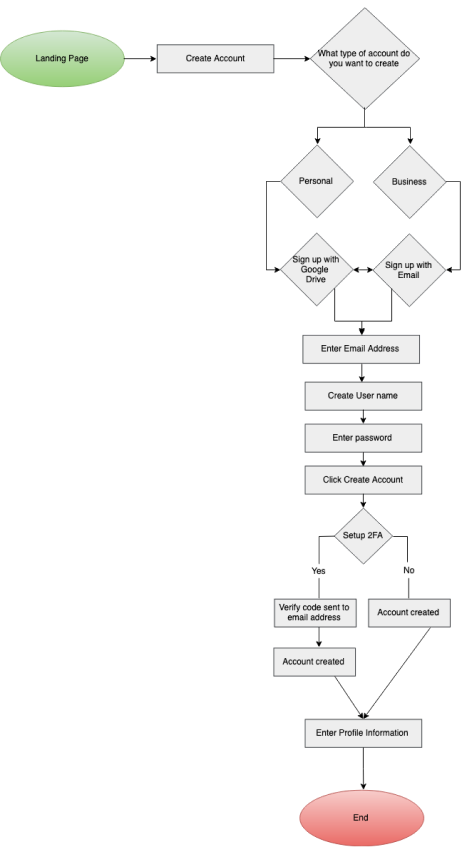 Landing Page
Create Account
What type of account do
you want to create
Personal
Business
Sign up with
Google
Drive
Sign up with
Email
Enter Email Address
Create User name
Enter password
Click Create Account
Setup 2FA
Yes
No
Verify code sent to
email address
Account created
Account created
Enter Profile Information
End